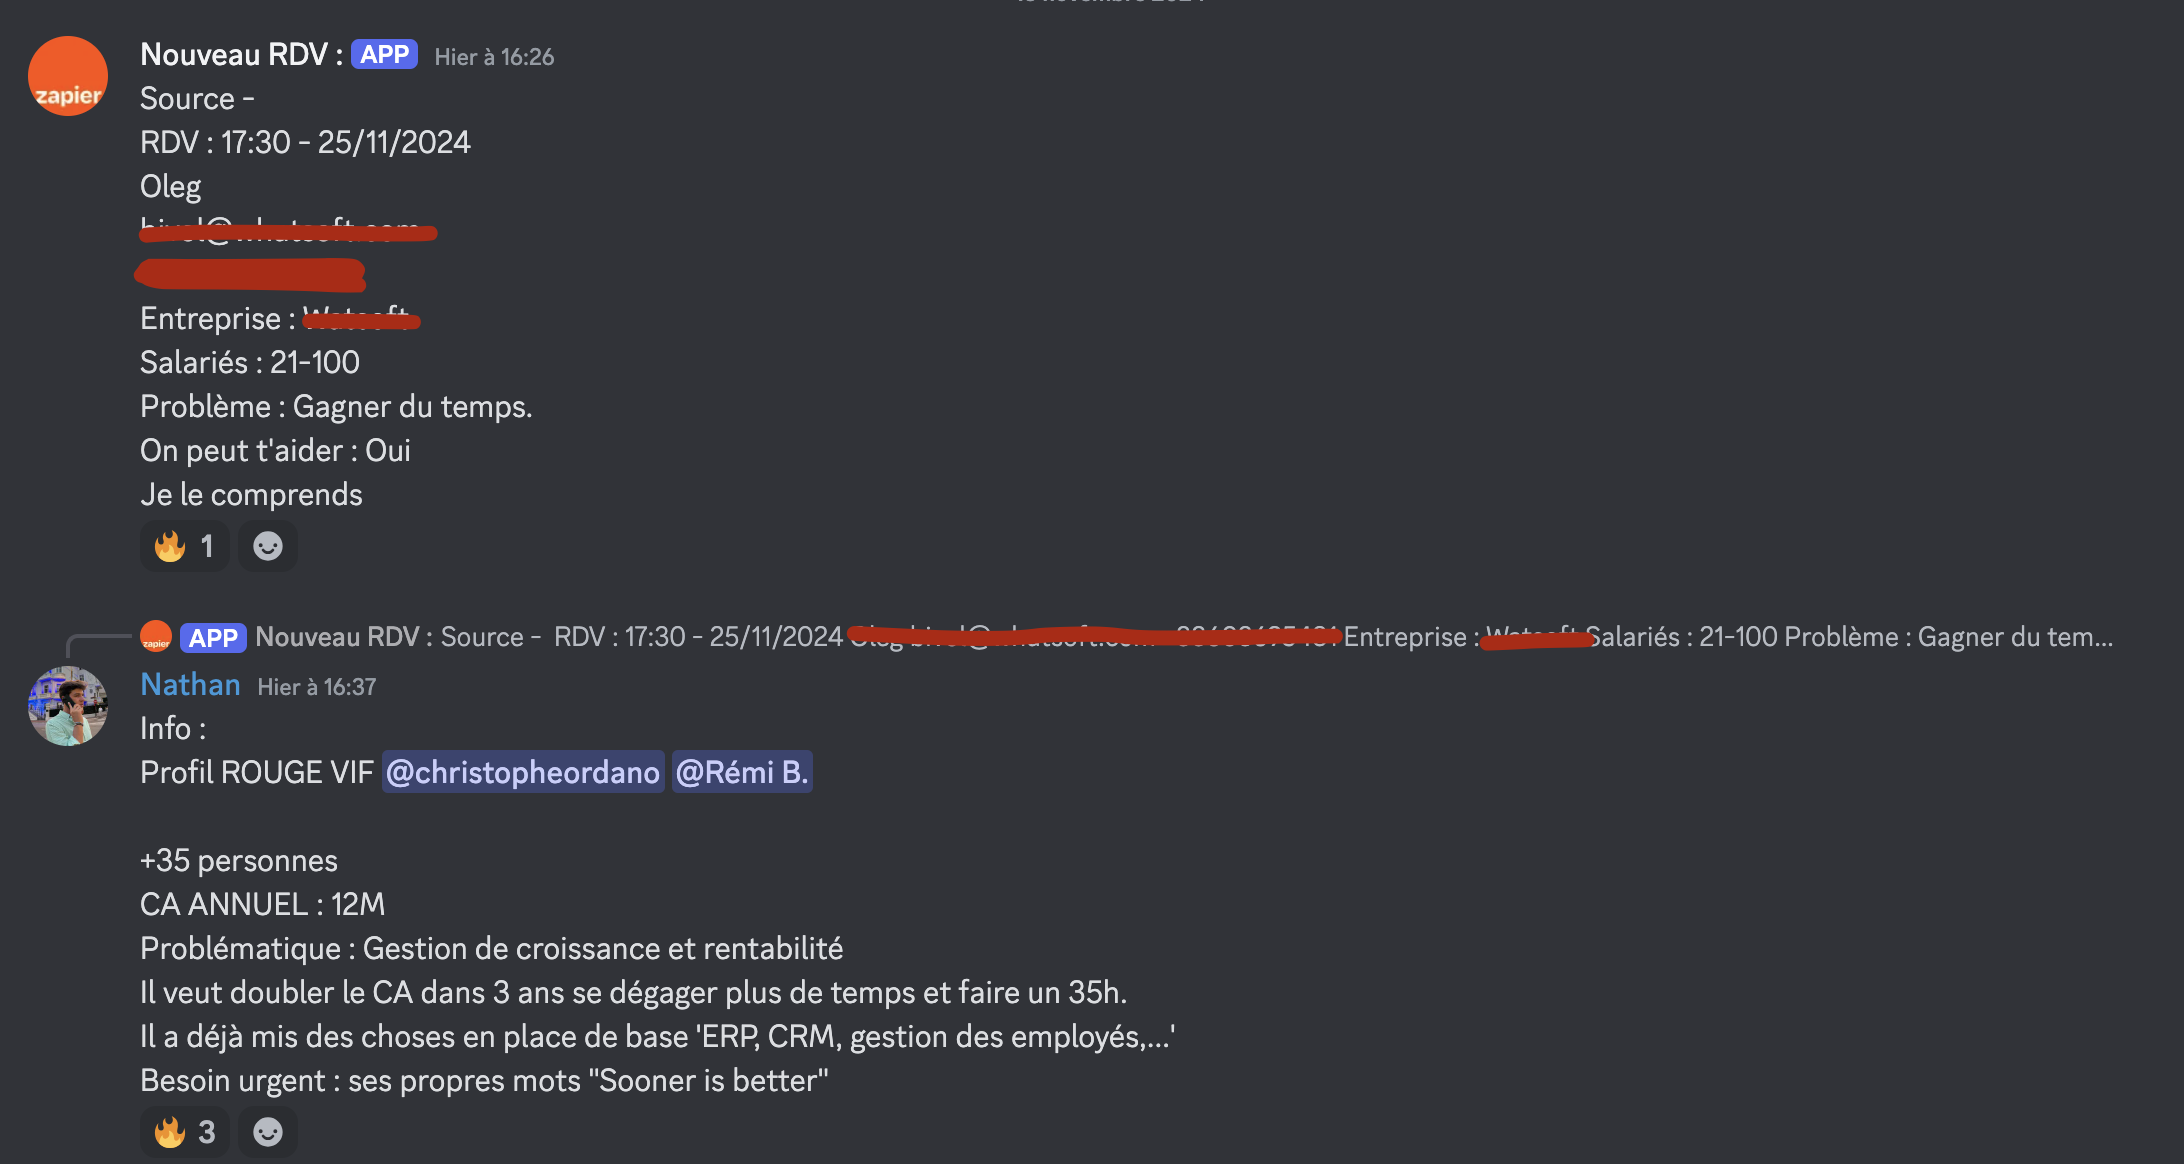 Nouveau RDV : APP Hier à 16:26
zapier
Source -
RDV : 17:30 - 25/11/2024
Oleg
Entreprise :
Salariés : 21-100
Problème : Gagner du temps.
On peut t'aider : Oui
Je le comprends
🔥 1
zapier APP Nouveau RDV : Source - RDV : 17:30 - 25/11/2024 Entreprise : Salariés : 21-100 Problème : Gagner du tem...
Nathan Hier à 16:37
Info :
Profil ROUGE VIF @christopheordano @Rémi B.
+35 personnes
CA ANNUEL : 12M
Problématique : Gestion de croissance et rentabilité
Il veut doubler le CA dans 3 ans se dégager plus de temps et faire un 35h.
Il a déjà mis des choses en place de base 'ERP, CRM, gestion des employés,...'
Besoin urgent : ses propres mots "Sooner is better"
🔥 3